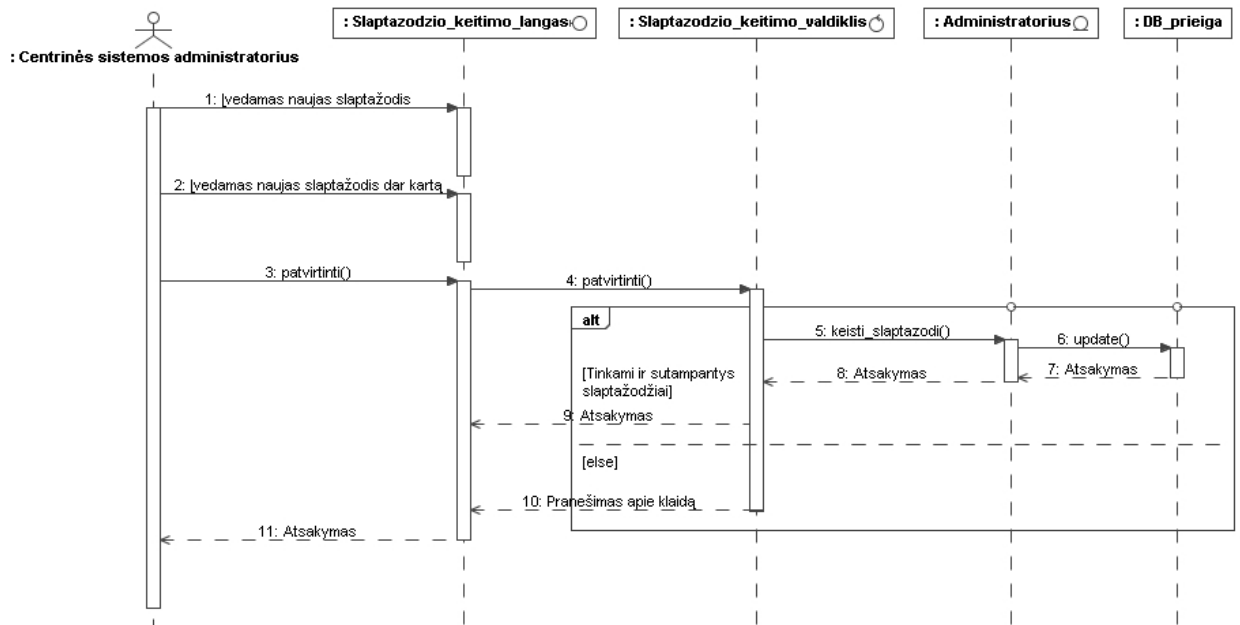 : Slaptazodzio_keitimo_langas
: Slaptazodzio_keitimo_valdiklis
: Administratorius
: DB_prieiga
: Centrinės sistemos administratorius
1: Įvedamas naujas slaptažodis
2: Įvedamas naujas slaptažodis dar kartą
3: patvirtinti()
4: patvirtinti()
alt
5: keisti_slaptazodi()
6: update()
[Tinkami ir sutampantys
slaptažodžiai]
8: Atsakymas
7: Atsakymas
9: Atsakymas
[else]
10: Pranešimas apie klaidą
11: Atsakymas